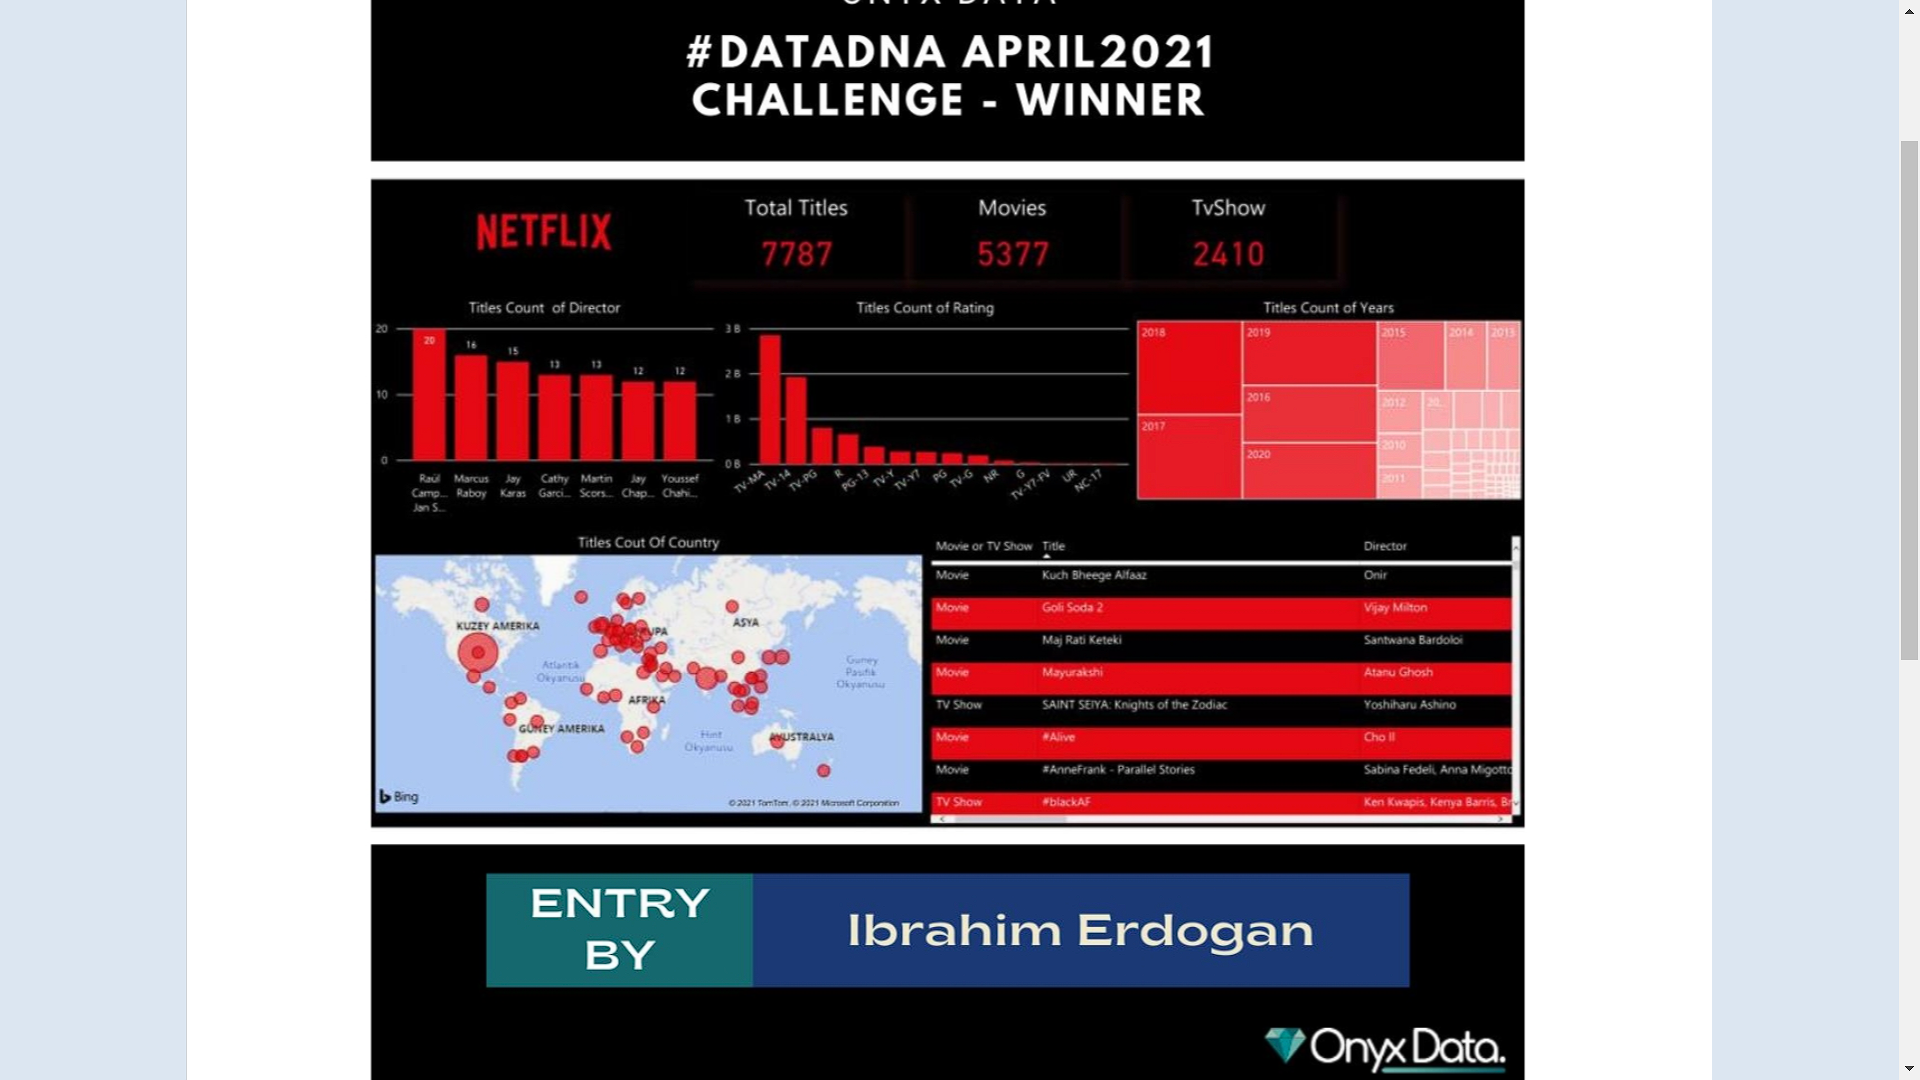 ONYX DATA
#DATADNA APRIL2021
CHALLENGE - WINNER
NETFLIX
Total Titles
7787
Movies
5377
TvShow
2410
Titles Count of Director
20
10
0
20
16
15
13
13
12
12
Raúl Camp... Jan S...
Marcus Raboy
Jay Karas
Cathy Garci...
Martin Scors...
Jay Chap...
Youssef Chahi...
Titles Count of Rating
3 B
2 B
1 B
0 B
TV-MA
TV-14
TV-PG
R
PG-13
TV-Y
TV-Y7
PG
TV-G
NR
G
TV-Y7-FV
UR
NC-17
Titles Count of Years
2018
2019
2015
2014
2013
2016
2012
20...
2017
2010
2020
2011
Titles Cout Of Country
KUZEY AMERIKA
UPA
ASYA
Atlantik
Okyanusu
Guney
Pasifik
Okyanusu
AFRIKA
GÜNEY AMERIKA
Hint
Okyanusu
AVUSTRALYA
Bing
© 2021 TomTom, © 2021 Microsoft Corporation
Movie or TV Show Title Director
Movie Kuch Bheege Alfaaz Onir
Movie Goli Soda 2 Vijay Milton
Movie Maj Rati Keteki Santwana Bardoloi
Movie Mayurakshi Atanu Ghosh
TV Show SAINT SEIYA: Knights of the Zodiac Yoshiharu Ashino
Movie #Alive Cho Il
Movie #AnneFrank - Parallel Stories Sabina Fedeli, Anna Migotto
TV Show #blackAF Ken Kwapis, Kenya Barris, Br
ENTRY
BY
Ibrahim Erdogan
Onyx Data.